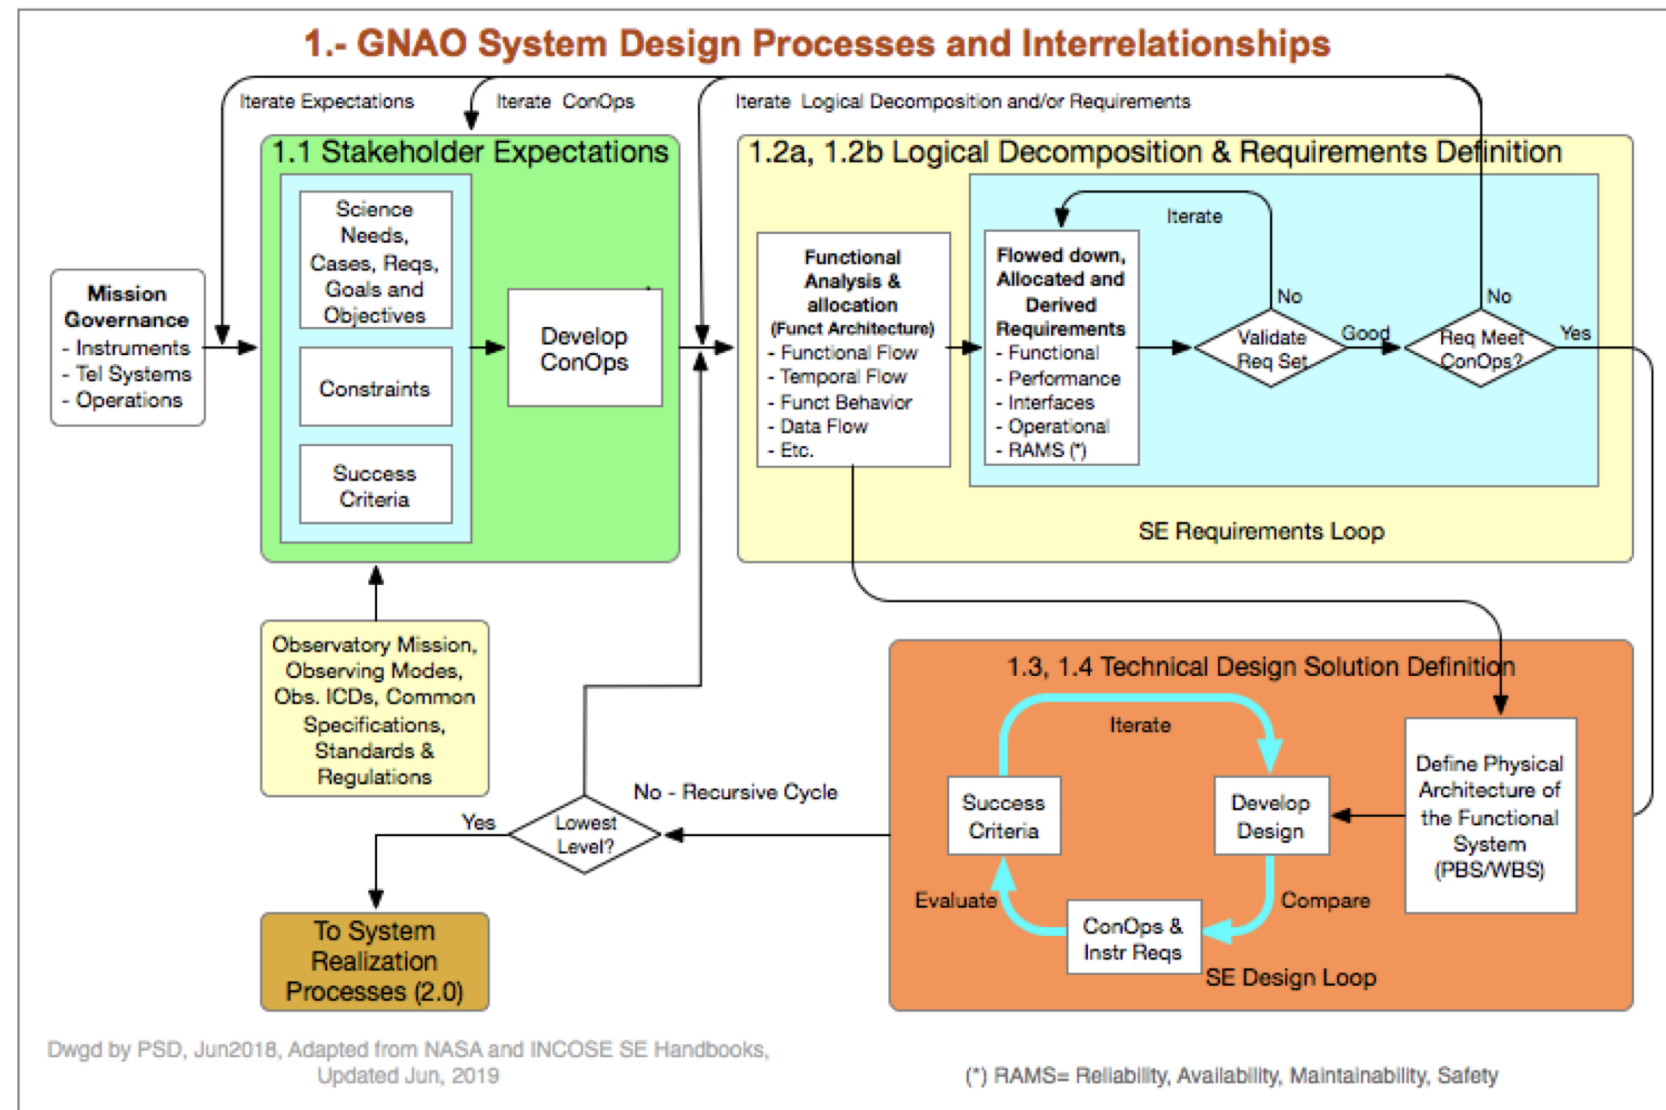 1.- GNAO System Design Processes and Interrelationships
Iterate Expectations
Iterate ConOps
Iterate Logical Decomposition and/or Requirements
1.1 Stakeholder Expectations
Science
Needs,
Cases, Reqs,
Goals and
Objectives
Constraints
Success
Criteria
Develop
ConOps
Mission
Governance
- Instruments
- Tel Systems
- Operations
1.2a, 1.2b Logical Decomposition & Requirements Definition
Functional
Analysis &
allocation
(Funct Architecture)
- Functional Flow
- Temporal Flow
- Funct Behavior
- Data Flow
- Etc.
Flowed down,
Allocated and
Derived
Requirements
- Functional
- Performance
- Interfaces
- Operational
- RAMS (*)
Iterate
No
Validate
Req Set
Good
No
Req Meet
ConOps?
Yes
SE Requirements Loop
Observatory Mission,
Observing Modes,
Obs. ICDs, Common
Specifications,
Standards &
Regulations
1.3, 1.4 Technical Design Solution Definition
Iterate
Success
Criteria
Develop
Design
Define Physical
Architecture of
the Functional
System
(PBS/WBS)
Evaluate
Compare
ConOps &
Instr Reqs
SE Design Loop
No - Recursive Cycle
Yes
Lowest
Level?
To System
Realization
Processes (2.0)
Dwgd by PSD, Jun2018, Adapted from NASA and INCOSE SE Handbooks,
Updated Jun, 2019
(*) RAMS= Reliability, Availability, Maintainability, Safety